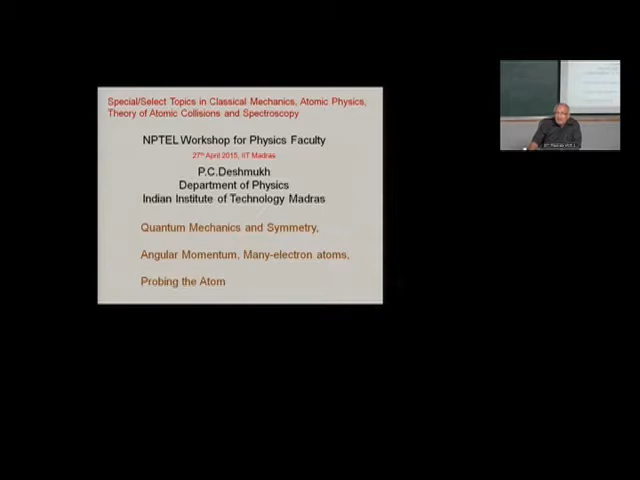 Special/Select Topics in Classical Mechanics, Atomic Physics,
Theory of Atomic Collisions and Spectroscopy
NPTEL Workshop for Physics Faculty
27th April 2015, IIT Madras
P.C.Deshmukh
Department of Physics
Indian Institute of Technology Madras
Quantum Mechanics and Symmetry,
Angular Momentum, Many-electron atoms,
Probing the Atom